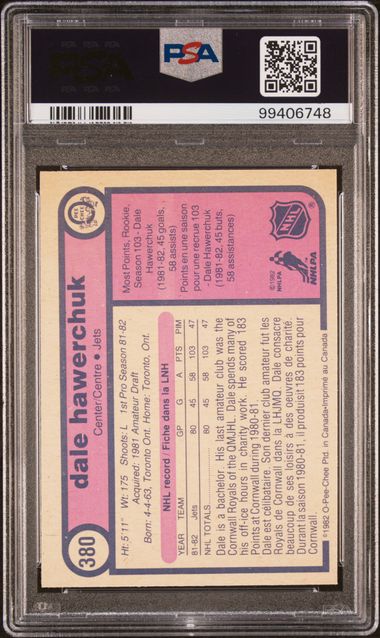 PSA
99406748
380
dale hawerchuk
Center/Centre • Jets
O-PEE-CHEE
Ht: 5'11" Wt: 175 Shoots: L 1st Pro Season 81-82
Acquired: 1981 Amateur Draft
Born: 4-4-63, Toronto Ont. Home: Toronto, Ont.
NHL record / Fiche dans la LNH
YEAR TEAM GP G A PTS PIM
81-82 Jets 80 45 58 103 47
NHL TOTALS 80 45 58 103 47
Most Points, Rookie,
Season 103 - Dale
Hawerchuk
(1981-82, 45 goals,
58 assists)
Points en une saison
pour une recrue 103
- Dale Hawerchuk
(1981-82, 45 buts,
58 assistances)
NHL
©1982
NHLPA
NHLPA
Dale is a bachelor. His last amateur club was the
Cornwall Royals of the QMJHL. Dale spends many of
his off-ice hours in charity work. He scored 183
Points at Cornwall during 1980-81.
Dale est célibataire. Son dernier club amateur fut les
Royals de Cornwall dans la LHJMQ. Dale consacre
beaucoup de ses loisirs à des oeuvres de charité.
Durant la saison 1980-81, il produisit 183 points pour
Cornwall.
©1982 O-Pee-Chee Ptd. in Canada-Imprimé au Canada